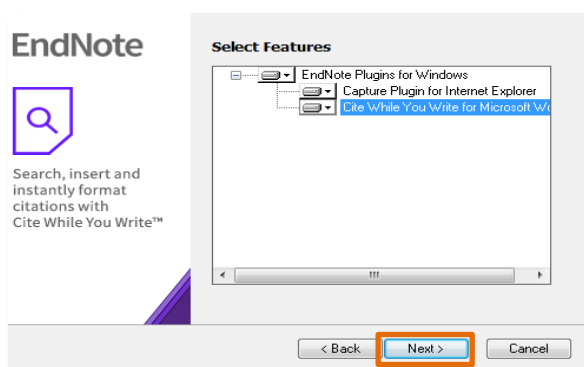 EndNote
Search, insert and
instantly format
citations with
Cite While You Write™
Select Features
EndNote Plugins for Windows
Capture Plugin for Internet Explorer
Cite While You Write for Microsoft Wo
< Back
Next >
Cancel